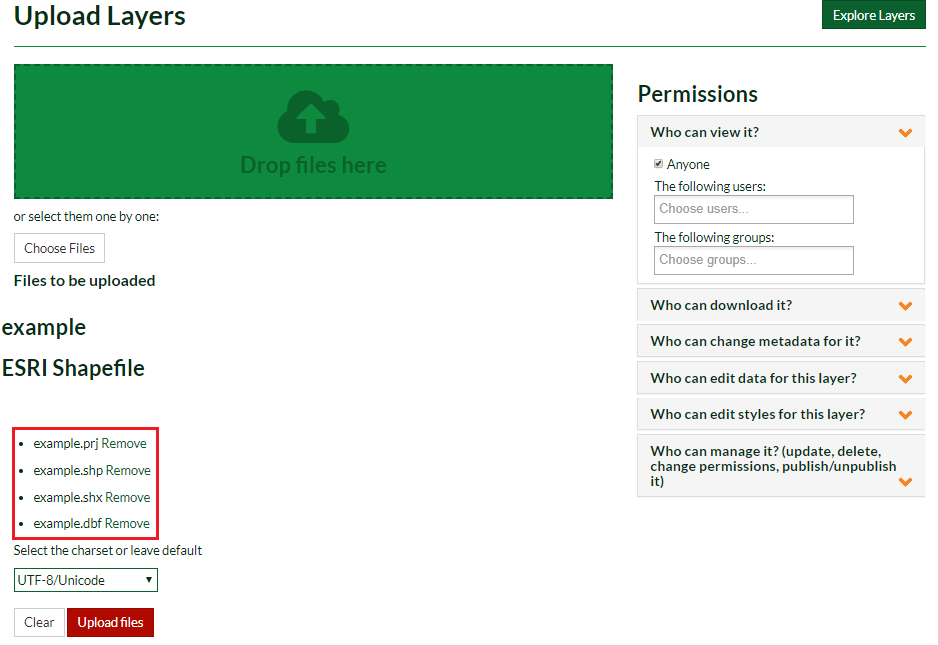 Upload Layers
Explore Layers
Drop files here
or select them one by one:
Choose Files
Files to be uploaded
example
ESRI Shapefile
example.prj Remove
example.shp Remove
example.shx Remove
example.dbf Remove
Select the charset or leave default
UTF-8/Unicode
Clear
Upload files
Permissions
Who can view it?
Anyone
The following users:
Choose users...
The following groups:
Choose groups...
Who can download it?
Who can change metadata for it?
Who can edit data for this layer?
Who can edit styles for this layer?
Who can manage it? (update, delete,
change permissions, publish/unpublish
it)